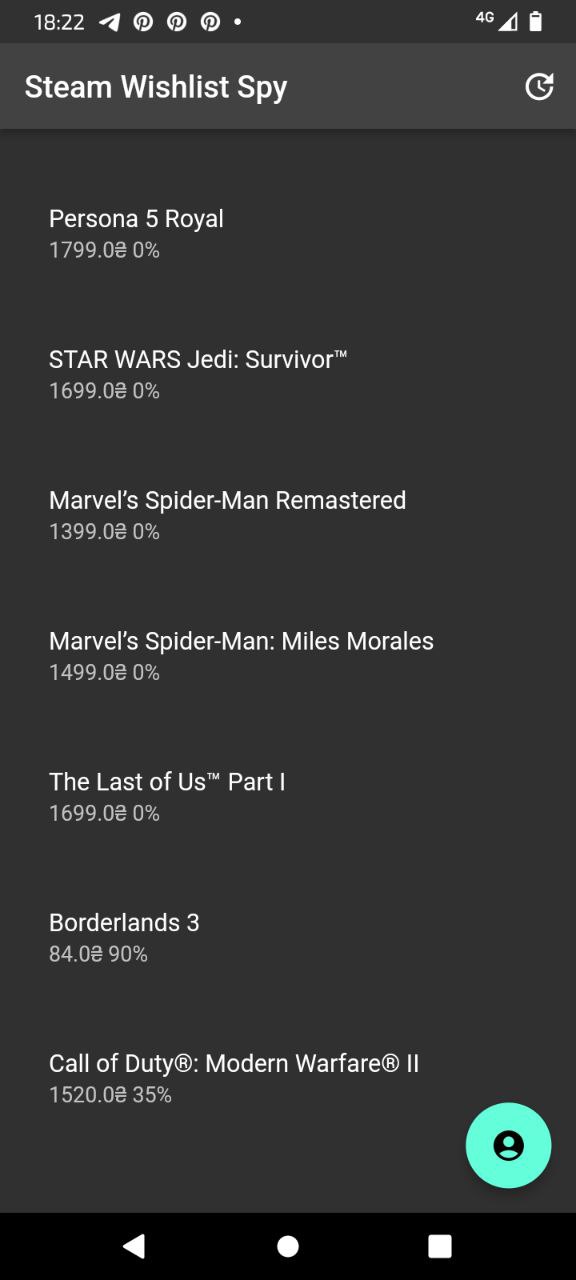 18:22
4G
Steam Wishlist Spy
Persona 5 Royal
1799.0₴ 0%
STAR WARS Jedi: Survivor™
1699.0₴ 0%
Marvel’s Spider-Man Remastered
1399.0₴ 0%
Marvel’s Spider-Man: Miles Morales
1499.0₴ 0%
The Last of Us™ Part I
1699.0₴ 0%
Borderlands 3
84.0₴ 90%
Call of Duty®: Modern Warfare® II
1520.0₴ 35%